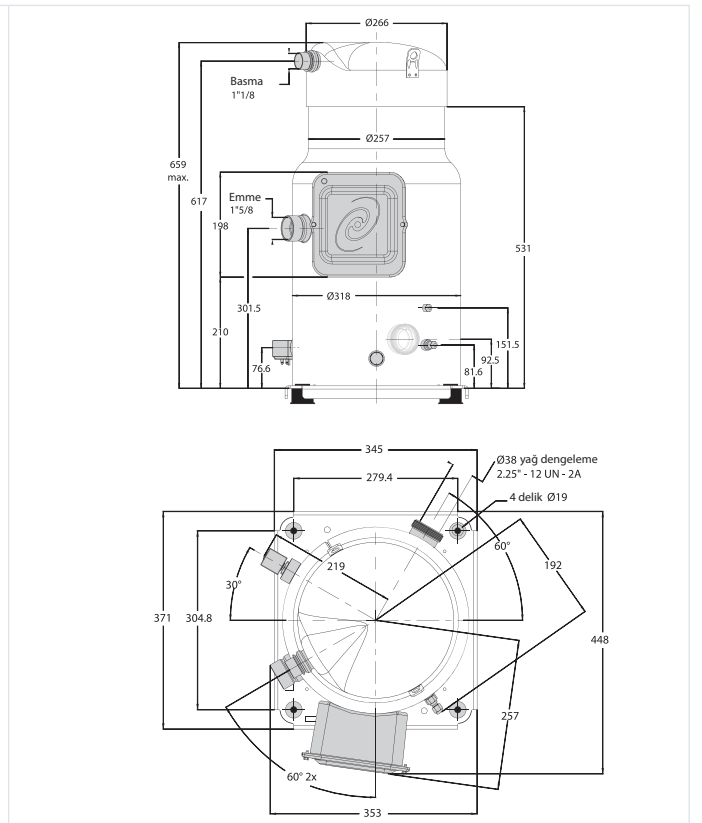 Ø266
Basma
1"1/8
Ø257
659
max.
617
198
Emme
1"5/8
531
301.5
Ø318
210
151.5
92.5
76.6
81.6
345
Ø38 yağ dengeleme
2.25" - 12 UN - 2A
279.4
4 delik Ø19
60°
192
219
30°
371
304.8
448
257
60° 2x
353